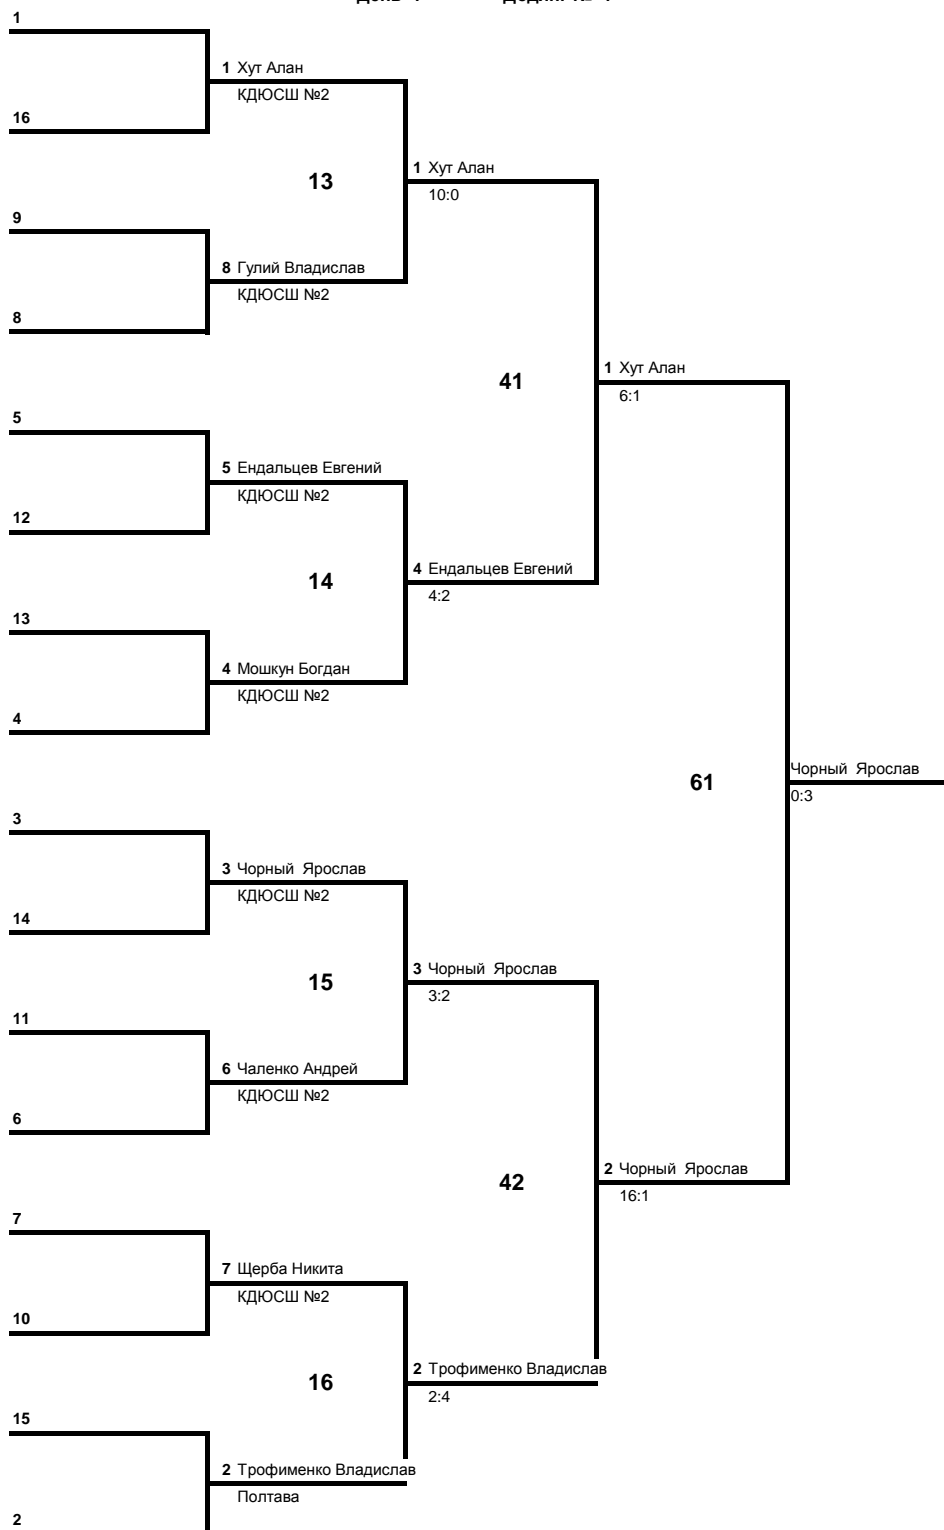 1
1 Хут Алан
КДЮСШ №2
16
13
1 Хут Алан
10:0
9
8 Гулий Владислав
КДЮСШ №2
8
41
1 Хут Алан
6:1
5
5 Ендальцев Евгений
КДЮСШ №2
12
14
4 Ендальцев Евгений
4:2
13
4 Мошкун Богдан
КДЮСШ №2
4
61
Чорный Ярослав
0:3
3
3 Чорный Ярослав
КДЮСШ №2
14
15
3 Чорный Ярослав
3:2
11
6 Чаленко Андрей
КДЮСШ №2
6
42
2 Чорный Ярослав
16:1
7
7 Щерба Никита
КДЮСШ №2
10
16
2 Трофименко Владислав
2:4
15
2 Трофименко Владислав
Полтава
2